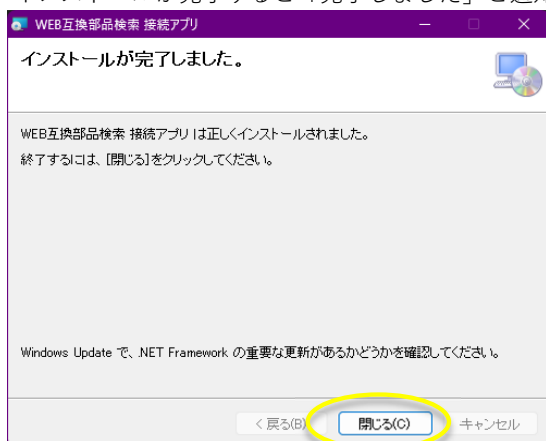 WEB互換部品検索 接続アプリ
インストールが完了しました。
WEB互換部品検索 接続アプリ は正しくインストールされました。
終了するには、[閉じる]をクリックしてください。
Windows Update で、.NET Framework の重要な更新があるかどうかを確認してください。
< 戻る(B) 閉じる(C) キャンセル